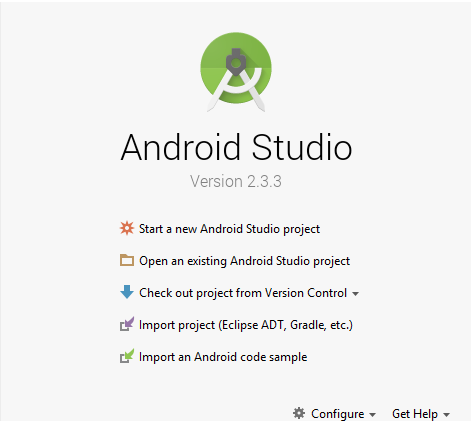 Android Studio
Version 2.3.3
Start a new Android Studio project
Open an existing Android Studio project
Check out project from Version Control
Import project (Eclipse ADT, Gradle, etc.)
Import an Android code sample
Configure Get Help